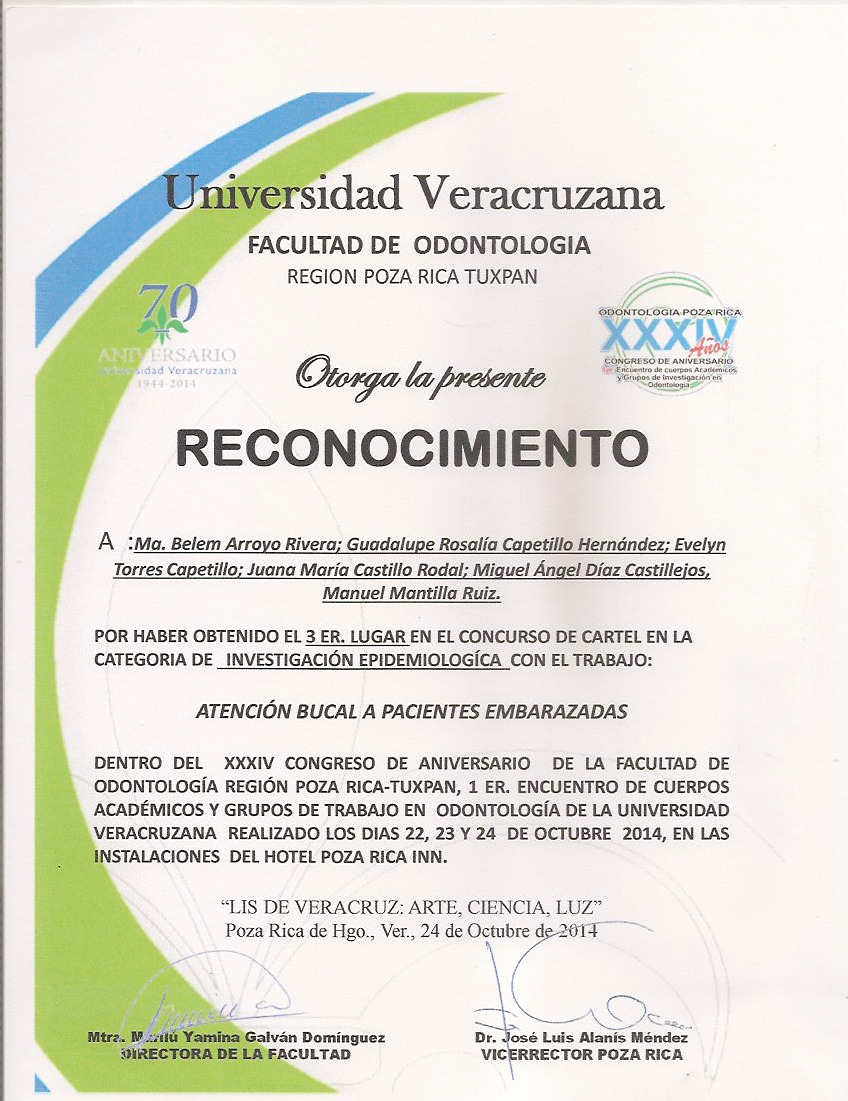 Universidad Veracruzana
FACULTAD DE ODONTOLOGIA
REGION POZA RICA TUXPAN
70
ANIVERSARIO
Universidad Veracruzana
1944-2014
ODONTOLOGIA POZA RICA
XXXIV
Años
CONGRESO DE ANIVERSARIO
1er. Encuentro de cuerpos Académicos
y Grupos de Investigación en
Odontología
Otorga la presente
RECONOCIMIENTO
A :Ma. Belem Arroyo Rivera; Guadalupe Rosalía Capetillo Hernández; Evelyn
Torres Capetillo; Juana María Castillo Rodal; Miguel Ángel Díaz Castillejos,
Manuel Mantilla Ruiz.
POR HABER OBTENIDO EL 3 ER. LUGAR EN EL CONCURSO DE CARTEL EN LA
CATEGORIA DE INVESTIGACIÓN EPIDEMIOLOGÍCA CON EL TRABAJO:
ATENCIÓN BUCAL A PACIENTES EMBARAZADAS
DENTRO DEL XXXIV CONGRESO DE ANIVERSARIO DE LA FACULTAD DE
ODONTOLOGÍA REGIÓN POZA RICA-TUXPAN, 1 ER. ENCUENTRO DE CUERPOS
ACADÉMICOS Y GRUPOS DE TRABAJO EN ODONTOLOGÍA DE LA UNIVERSIDAD
VERACRUZANA REALIZADO LOS DIAS 22, 23 Y 24 DE OCTUBRE 2014, EN LAS
INSTALACIONES DEL HOTEL POZA RICA INN.
“LIS DE VERACRUZ: ARTE, CIENCIA, LUZ”
Poza Rica de Hgo., Ver., 24 de Octubre de 2014
Mtra. Marilú Yamina Galván Domínguez
DIRECTORA DE LA FACULTAD
Dr. José Luis Alanís Méndez
VICERRECTOR POZA RICA